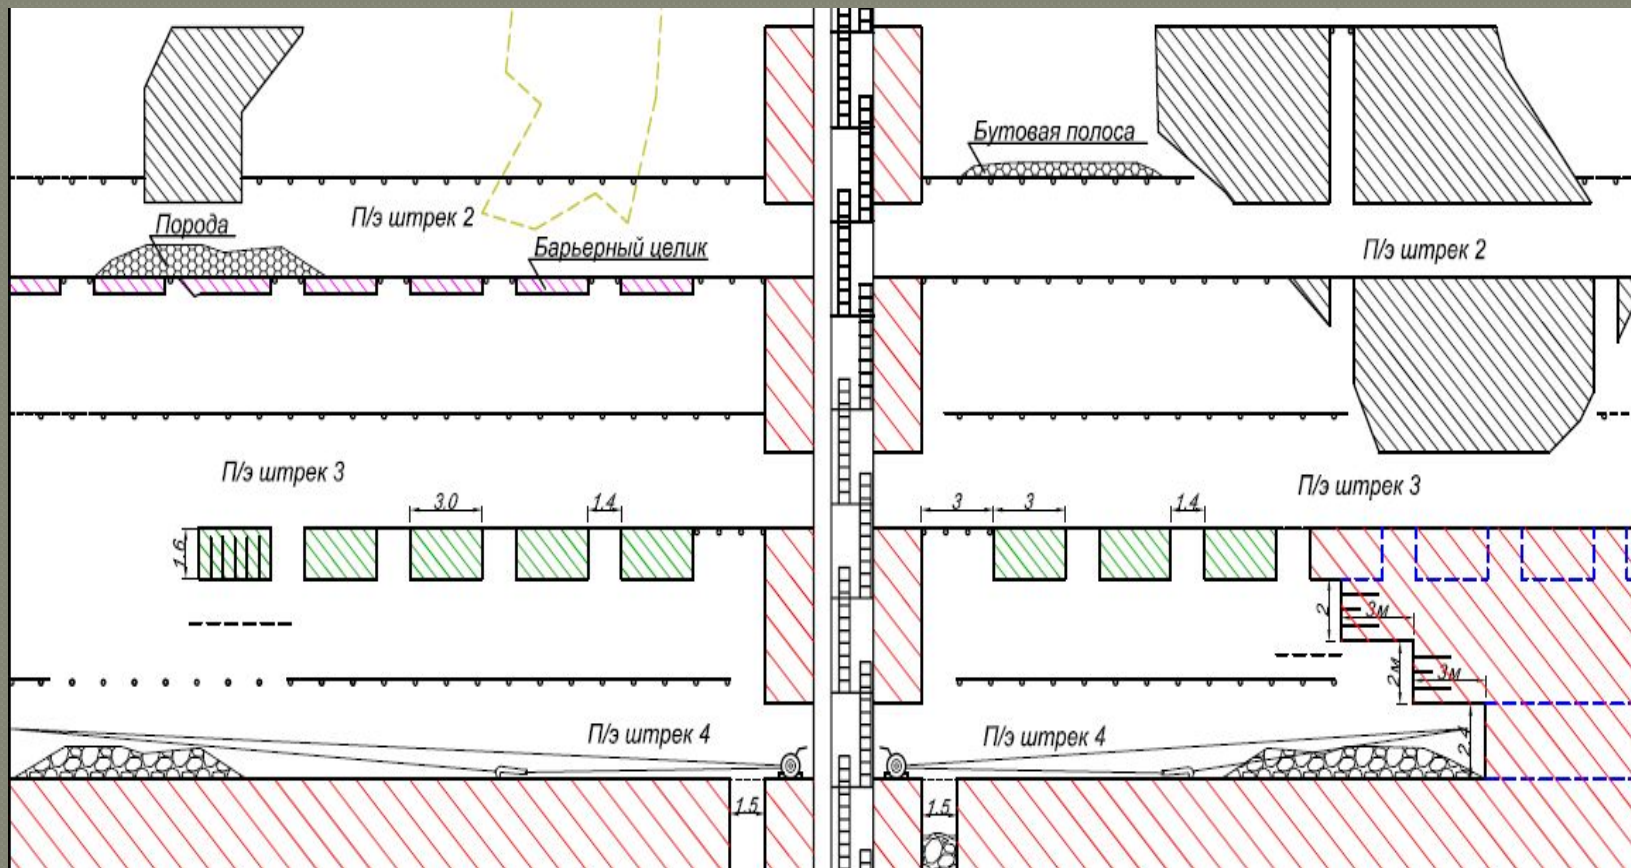 Бутовая полоса
П/э штрек 2
Порода
Барьерный целик
П/э штрек 2
П/э штрек 3
П/э штрек 3
3.0
1.4
3
3
1.4
1.6
2
3м
2м
3м
П/э штрек 4
П/э штрек 4
2.4
1.5
1.5